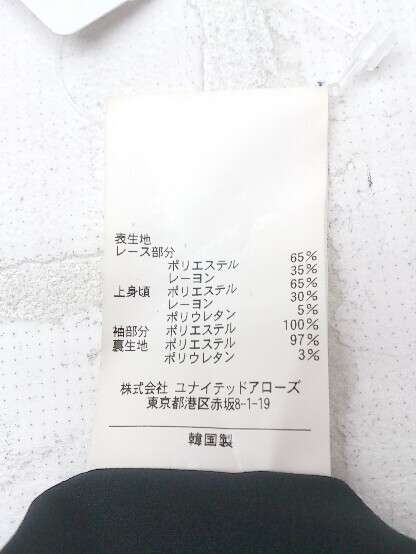 表生地
レース部分
ポリエステル 65%
レーヨン 35%
上身頃 ポリエステル 65%
レーヨン 30%
ポリウレタン 5%
袖部分 ポリエステル 100%
裏生地 ポリエステル 97%
ポリウレタン 3%
株式会社 ユナイテッドアローズ
東京都港区赤坂8-1-19
韓国製